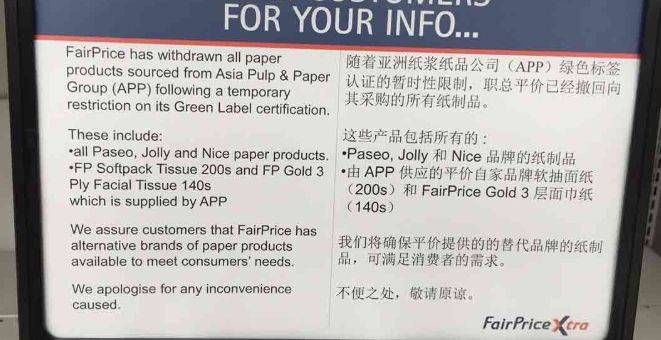 FOR YOUR INFO...
FairPrice has withdrawn all paper
products sourced from Asia Pulp & Paper
Group (APP) following a temporary
restriction on its Green Label certification.
These include:
•all Paseo, Jolly and Nice paper products.
•FP Softpack Tissue 200s and FP Gold 3
Ply Facial Tissue 140s
which is supplied by APP
We assure customers that FairPrice has
alternative brands of paper products
available to meet consumers' needs.
We apologise for any inconvenience
caused.
随着亚洲纸浆纸品公司（APP）绿色标签
认证的暂时性限制，职总平价已经撤回向
其采购的所有纸制品。
这些产品包括所有的：
•Paseo, Jolly 和 Nice 品牌的纸制品
•由 APP 供应的平价自家品牌软抽面纸
（200s）和 FairPrice Gold 3 层面巾纸
（140s）
我们将确保平价提供的的替代品牌的纸制
品，可满足消费者的需求。
不便之处，敬请原谅。
FairPrice Xtra